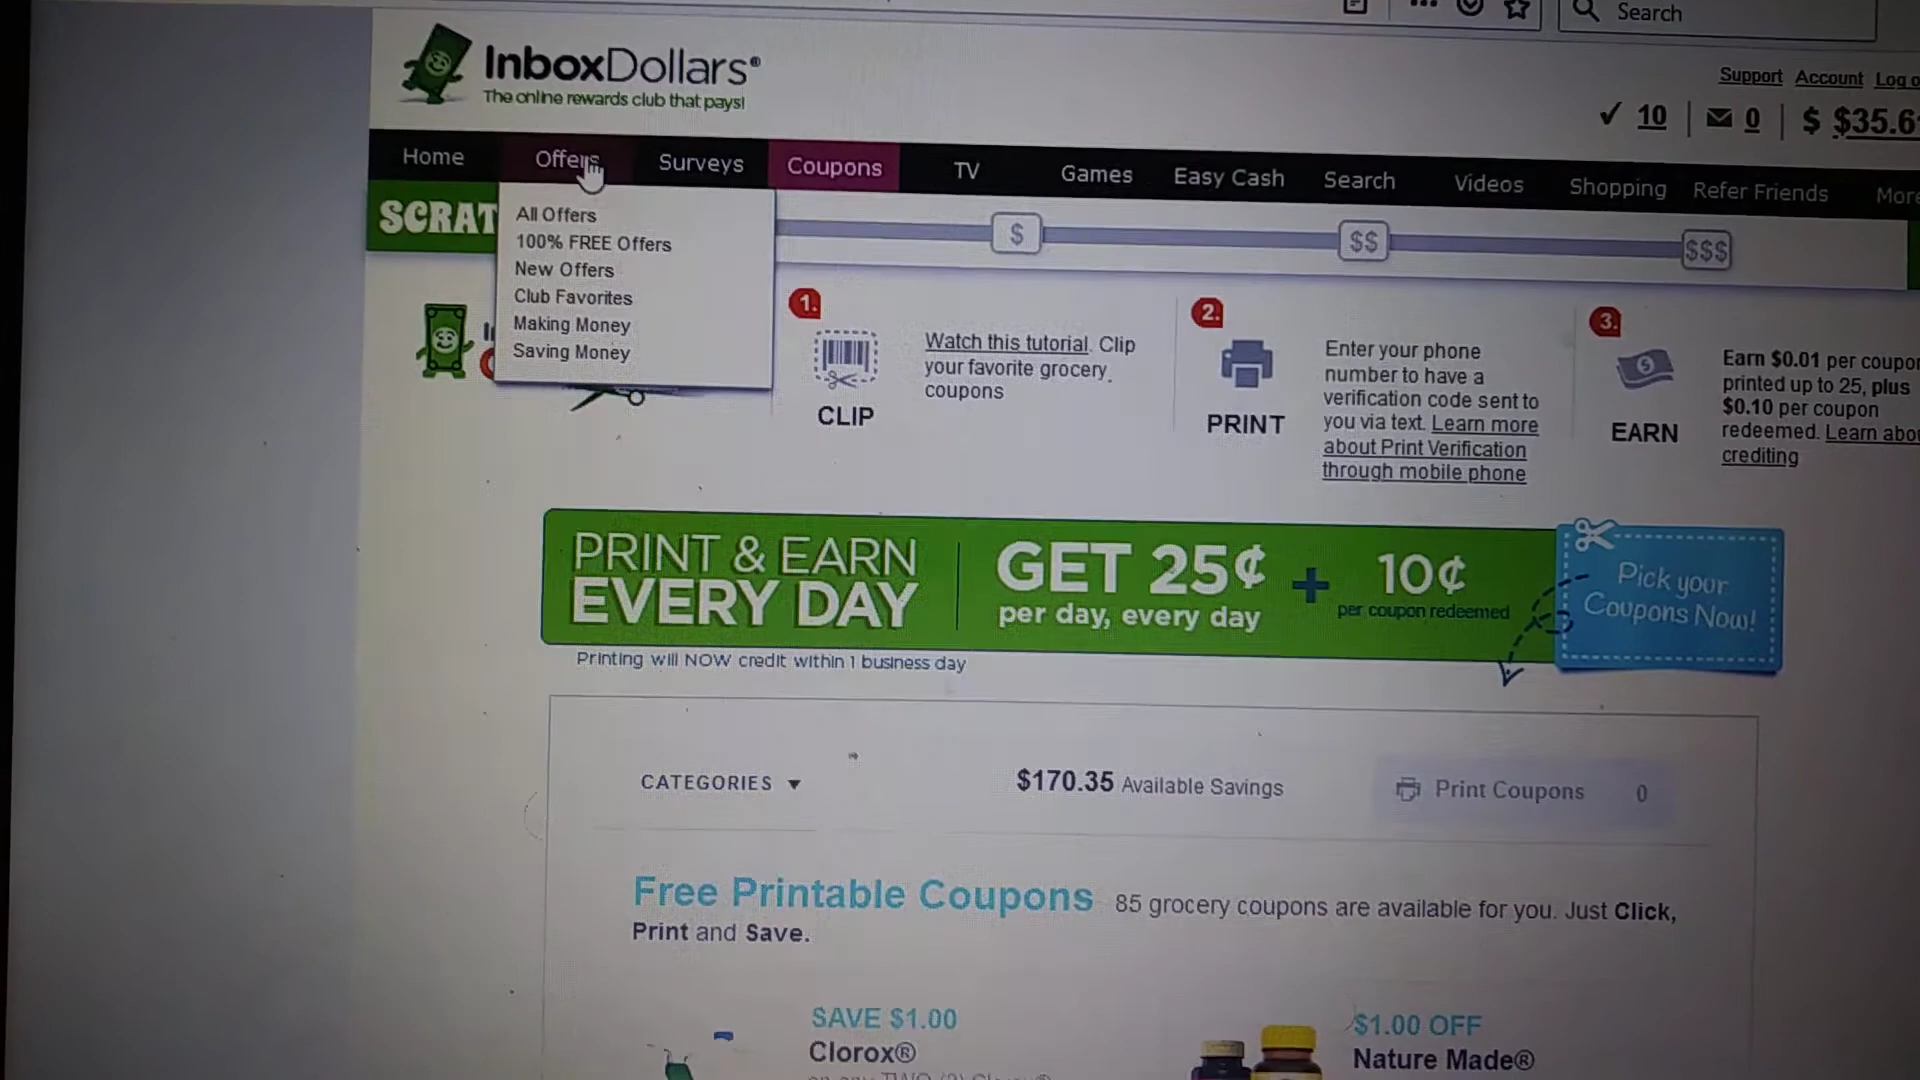 Search
InboxDollars®
The online rewards club that pays!
Support Account Log
10 | 0 | $ $35.6
Home Offers Surveys Coupons TV Games Easy Cash Search Videos Shopping Refer Friends More
SCRAT
$ $$ $$$
All Offers
100% FREE Offers
New Offers
Club Favorites
Making Money
Saving Money
1.
CLIP
Watch this tutorial. Clip
your favorite grocery
coupons
2.
PRINT
Enter your phone
number to have a
verification code sent to
you via text. Learn more
about Print Verification
through mobile phone
3.
EARN
Earn $0.01 per coupon
printed up to 25, plus
$0.10 per coupon
redeemed. Learn abou
crediting
PRINT & EARN
EVERY DAY
GET 25¢
per day, every day
+ 10¢
per coupon redeemed
Pick your
Coupons Now!
Printing will NOW credit within 1 business day
CATEGORIES
$170.35 Available Savings
Print Coupons 0
Free Printable Coupons 85 grocery coupons are available for you. Just Click,
Print and Save.
SAVE $1.00
Clorox®
$1.00 OFF
Nature Made®